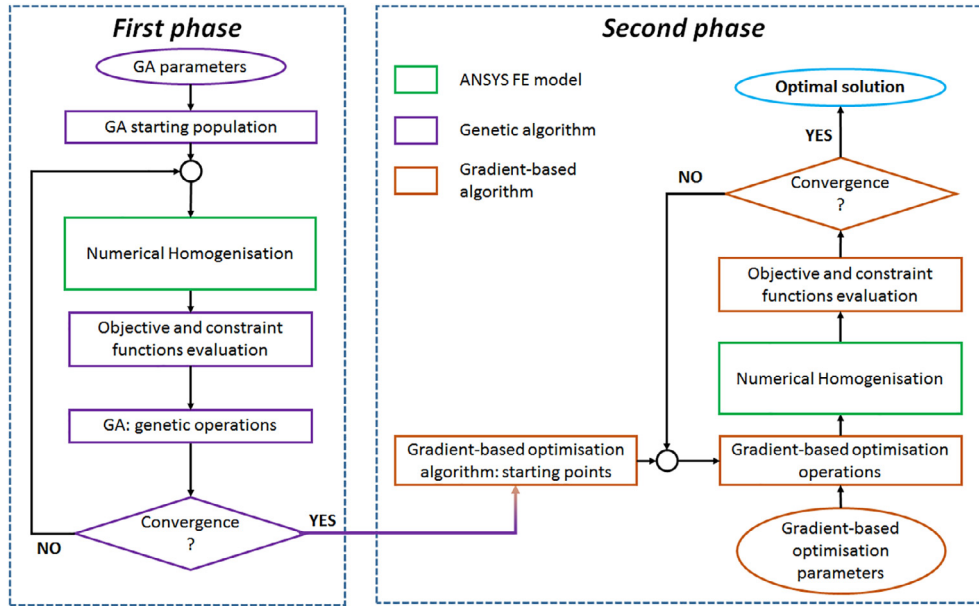 First phase
GA parameters
GA starting population
Numerical Homogenisation
Objective and constraint
functions evaluation
GA: genetic operations
Convergence
?
NO
YES
Second phase
ANSYS FE model
Genetic algorithm
Gradient-based
algorithm
Optimal solution
YES
NO
Convergence
?
Objective and constraint
functions evaluation
Numerical Homogenisation
Gradient-based optimisation
algorithm: starting points
Gradient-based optimisation
operations
Gradient-based
optimisation
parameters